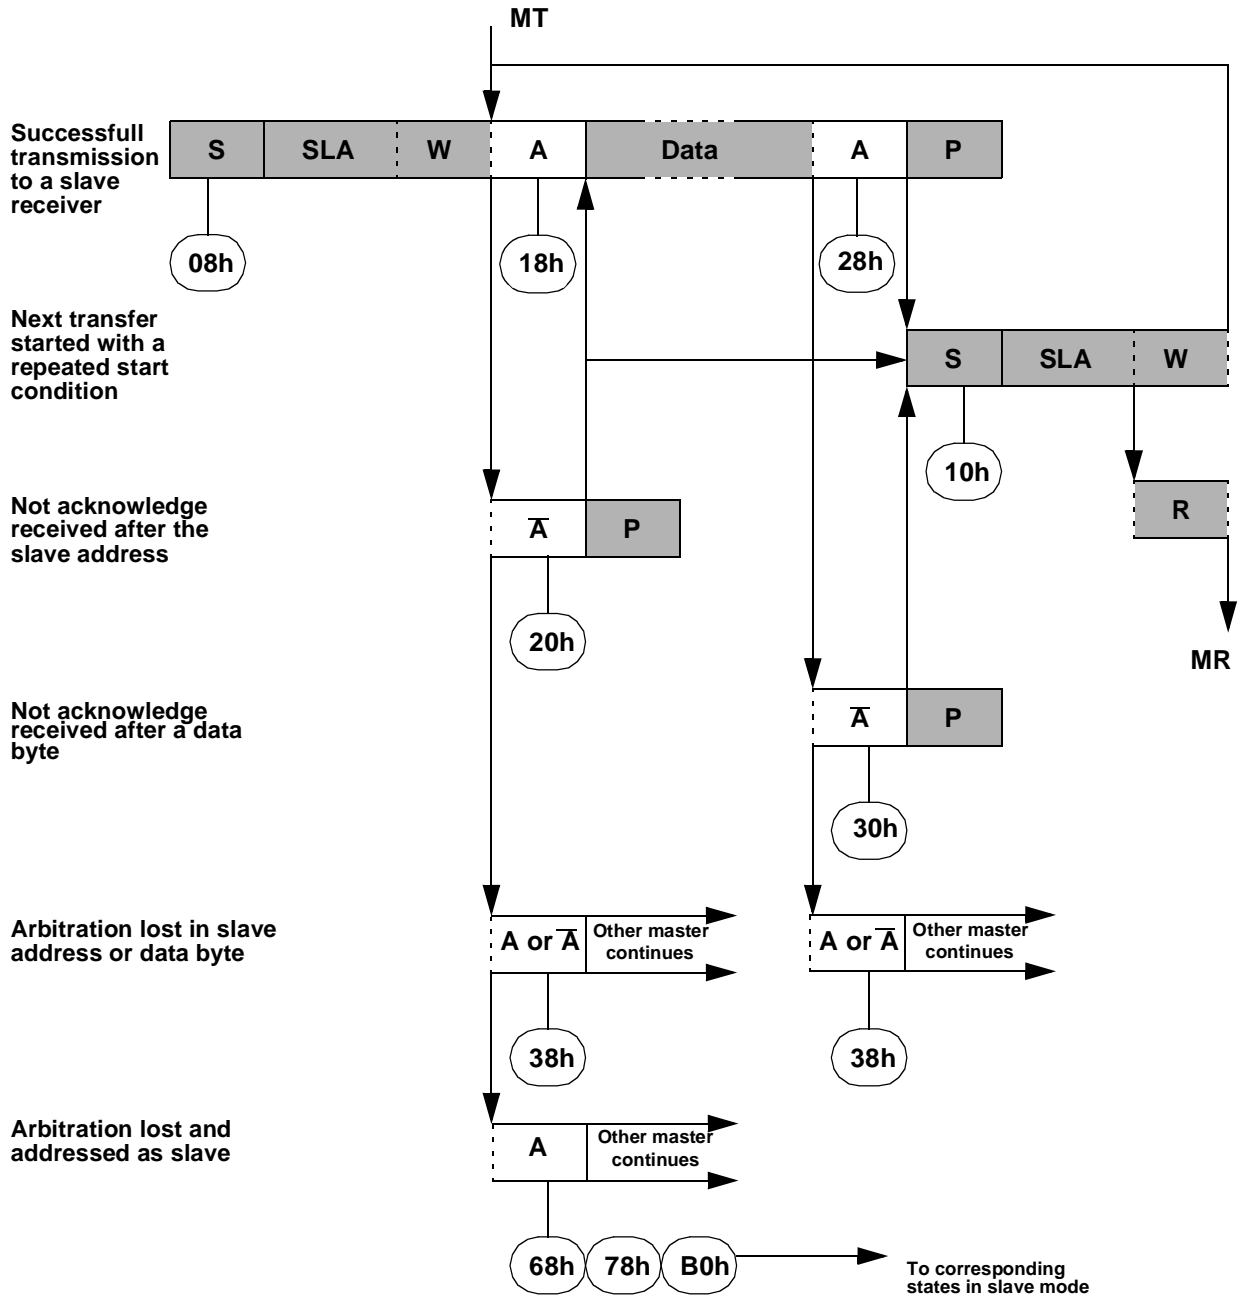 MT
Successfull
transmission
to a slave
receiver
S SLA W A Data A P
08h 18h 28h
Next transfer
started with a
repeated start
condition
S SLA W
10h
Not acknowledge
received after the
slave address
A̅ P
R
20h
MR
Not acknowledge
received after a data
byte
A̅ P
30h
Arbitration lost in slave
address or data byte
A or A̅
Other master
continues
A or A̅
Other master
continues
38h 38h
Arbitration lost and
addressed as slave
A
Other master
continues
68h 78h B0h
To corresponding
states in slave mode